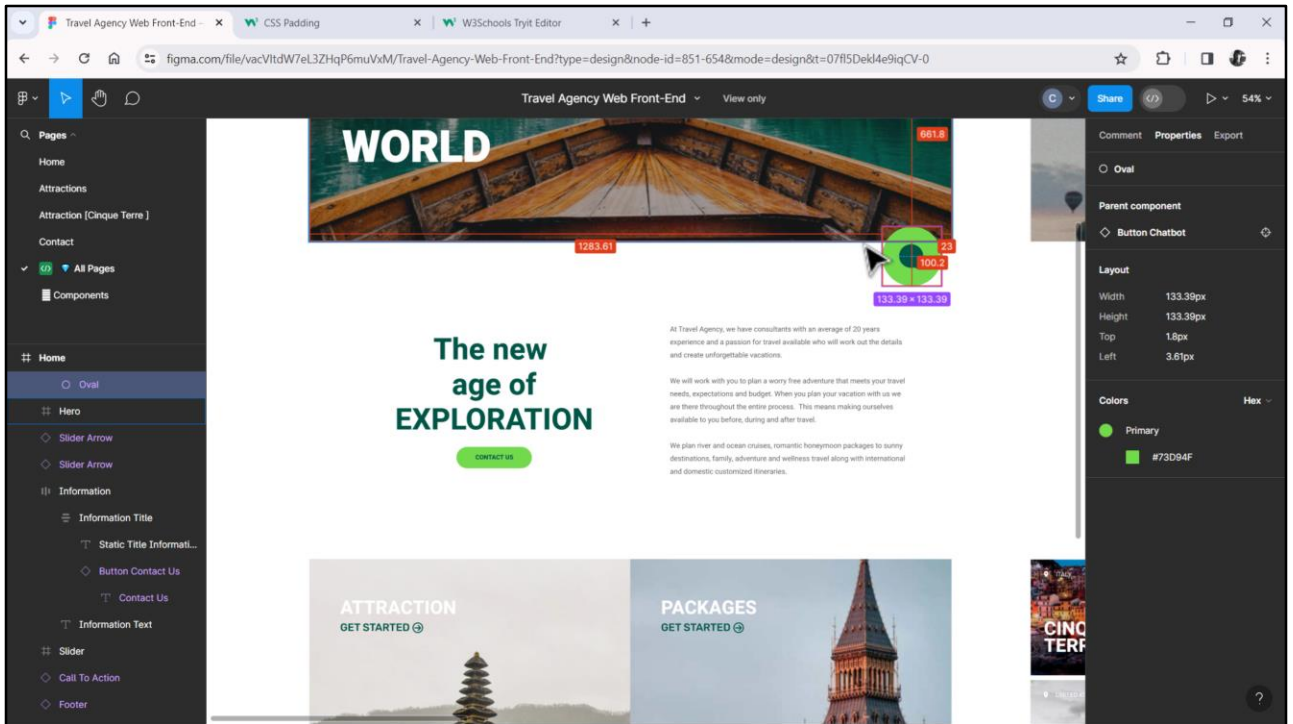 Travel Agency Web Front-End –
CSS Padding
W3Schools Tryit Editor
figma.com/file/vacVItdW7eL3ZHqP6muVxM/Travel-Agency-Web-Front-End?type=design&node-id=851-654&mode=design&t=07fl5Dekl4e9iqCV-0
Travel Agency Web Front-End
View only
C
Share
54%
Pages
Home
Attractions
Attraction [Cinque Terre ]
Contact
All Pages
Components
Home
Oval
Hero
Slider Arrow
Slider Arrow
Information
Information Title
Static Title Informati...
Button Contact Us
Contact Us
Information Text
Slider
Call To Action
Footer
WORLD
661.8
1283.61
23
100.2
133.39 × 133.39
The new
age of
EXPLORATION
CONTACT US
At Travel Agency, we have consultants with an average of 20 years
experience and a passion for travel available who will work out the details
and create unforgettable vacations.
We will work with you to plan a worry free adventure that meets your travel
needs, expectations and budget. When you plan your vacation with us we
are there throughout the entire process. This means making ourselves
available to you before, during and after travel.
We plan river and ocean cruises, romantic honeymoon packages to sunny
destinations, family, adventure and wellness travel along with international
and domestic customized itineraries.
ATTRACTION
GET STARTED
PACKAGES
GET STARTED
ITALY
CINQ
TERR
Comment Properties Export
Oval
Parent component
Button Chatbot
Layout
Width 133.39px
Height 133.39px
Top 1.8px
Left 3.61px
Colors Hex
Primary
#73D94F
?